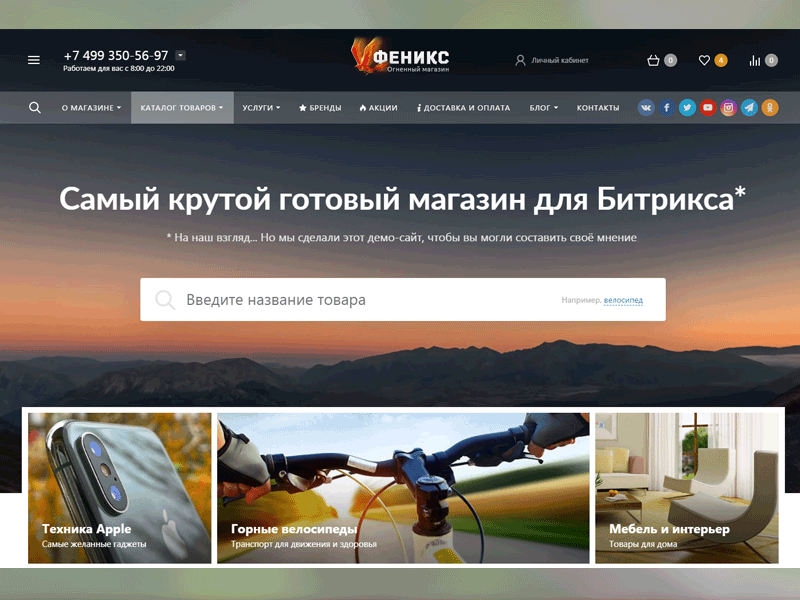 +7 499 350-56-97
Работаем для вас с 8:00 до 22:00
ФЕНИКС
Огненный магазин
Личный кабинет
0
4
0
О МАГАЗИНЕ
КАТАЛОГ ТОВАРОВ
УСЛУГИ
БРЕНДЫ
АКЦИИ
ДОСТАВКА И ОПЛАТА
БЛОГ
КОНТАКТЫ
Самый крутой готовый магазин для Битрикса*
* На наш взгляд... Но мы сделали этот демо-сайт, чтобы вы могли составить своё мнение
Введите название товара
Например, велосипед
Техника Apple
Самые желанные гаджеты
Горные велосипеды
Транспорт для движения и здоровья
Мебель и интерьер
Товары для дома